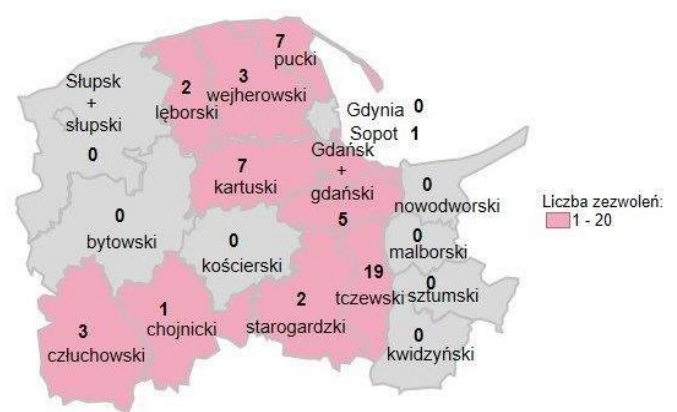 7
pucki
3
wejherowski
2
lęborski
Słupsk
+
słupski
0
Gdynia 0
Sopot 1
Gdańsk
+
gdański
5
7
kartuski
0
nowodworski
0
bytowski
0
kościerski
0
malborski
Liczba zezwoleń:
1 - 20
19
tczewski
0
sztumski
3
człuchowski
1
chojnicki
2
starogardzki
0
kwidzyński